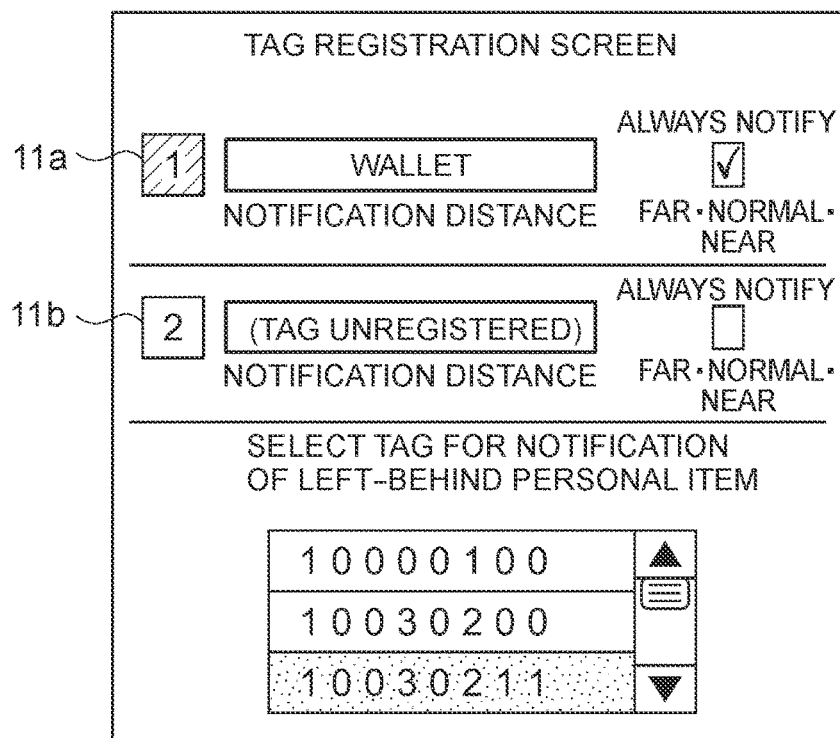 TAG REGISTRATION SCREEN
ALWAYS NOTIFY
11a 1 WALLET ✓
NOTIFICATION DISTANCE FAR·NORMAL·
NEAR
ALWAYS NOTIFY
11b 2 (TAG UNREGISTERED)
NOTIFICATION DISTANCE FAR·NORMAL·
NEAR
SELECT TAG FOR NOTIFICATION
OF LEFT-BEHIND PERSONAL ITEM
10000100
10030200
10030211